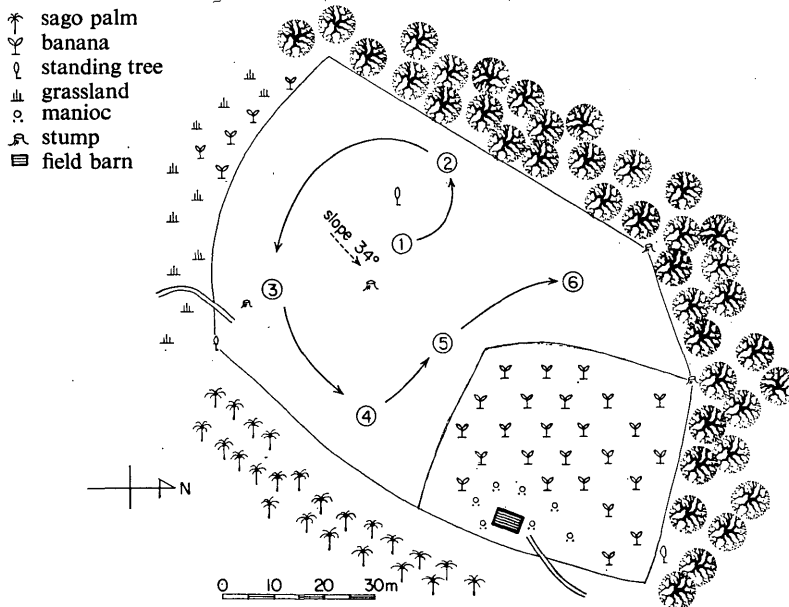 sago palm
banana
standing tree
grassland
manioc
stump
field barn
2
1
slope 34°
3
6
5
4
N
0 10 20 30m